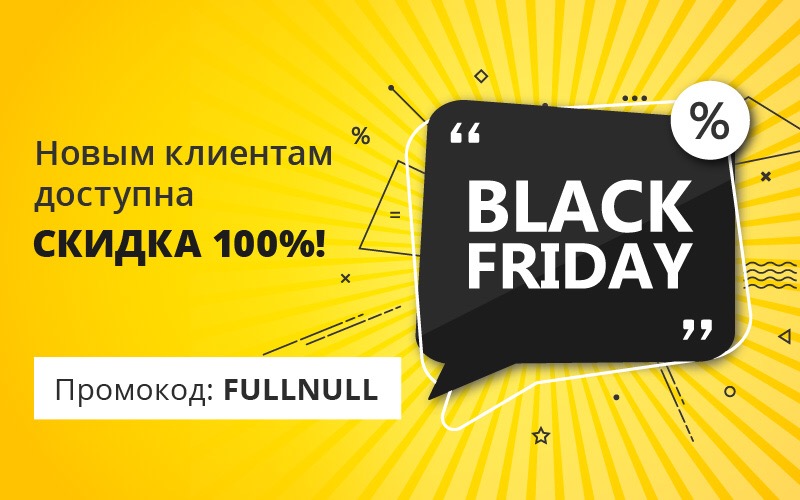 Новым клиентам
доступна
СКИДКА 100%!
Промокод: FULLNULL
%
“
BLACK
FRIDAY
”
%